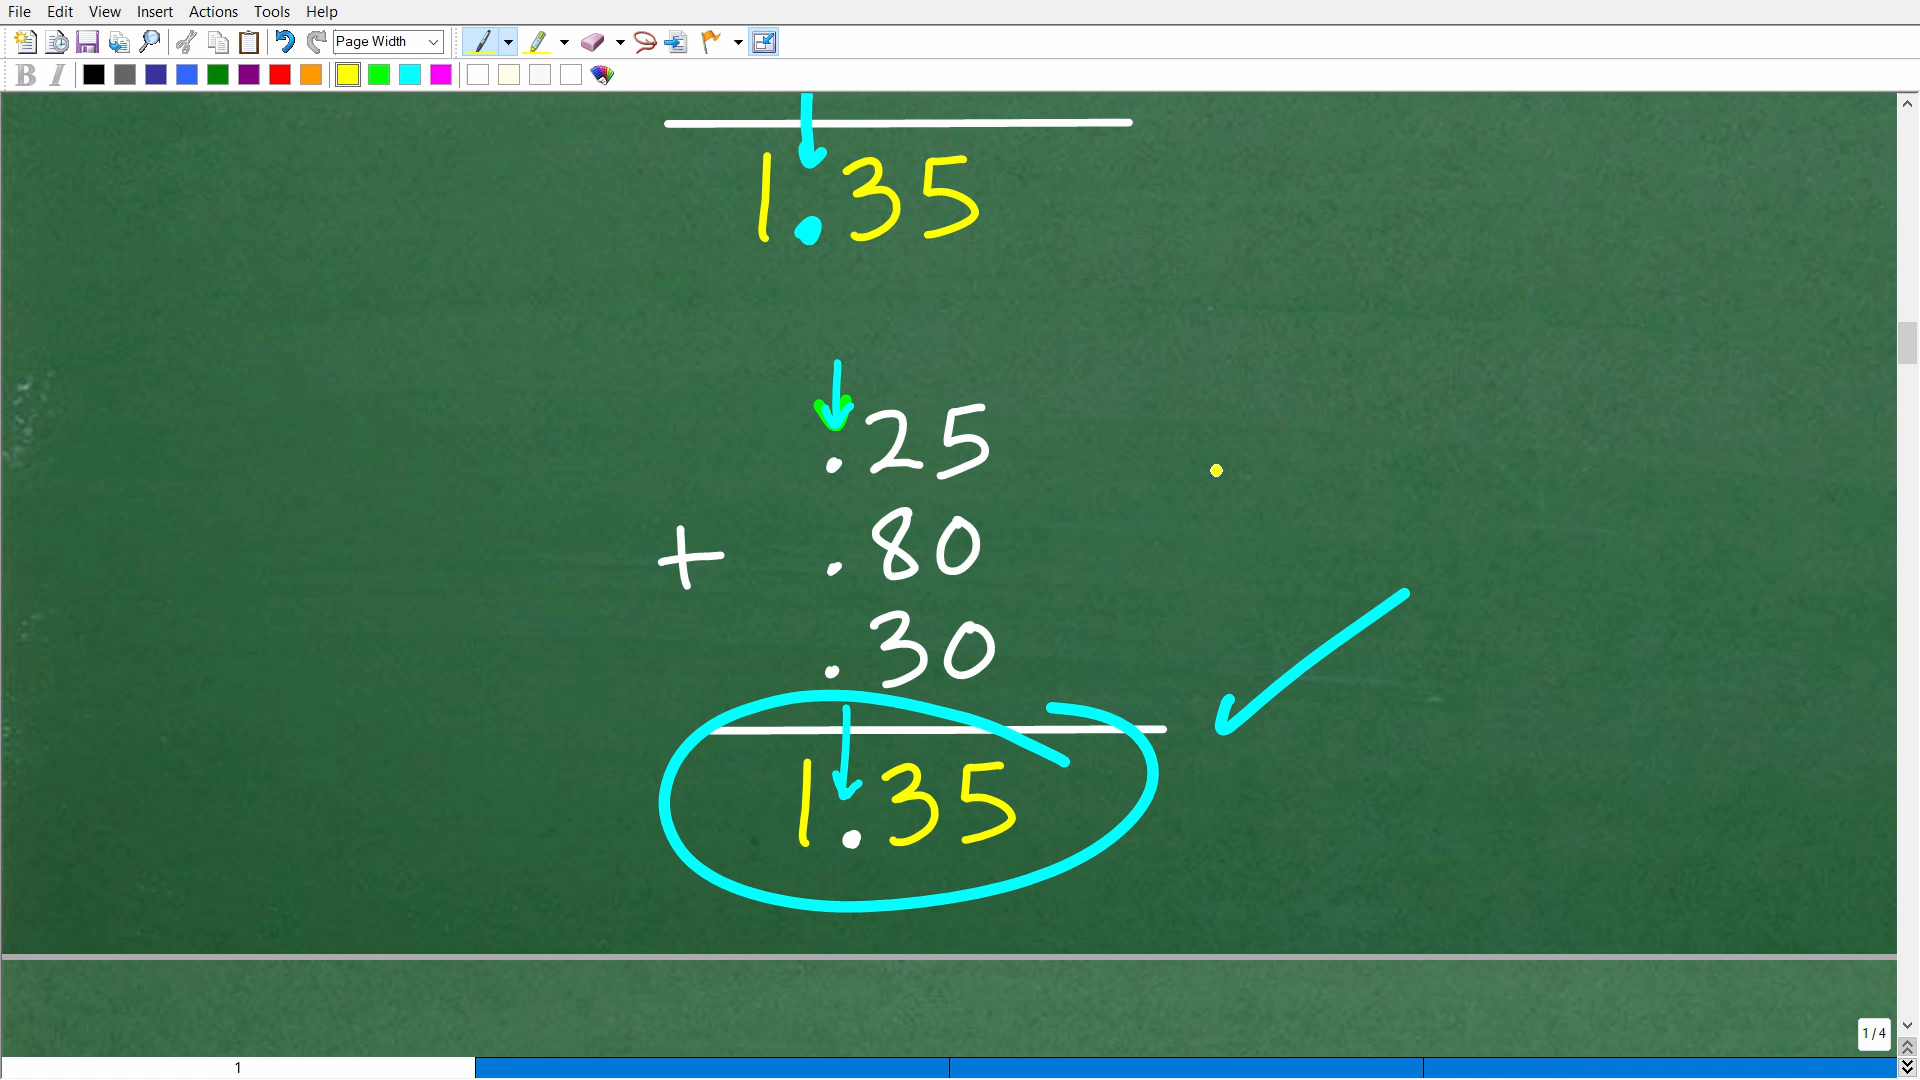 File Edit View Insert Actions Tools Help
Page Width
B I
1.35
.25
+ .80
.30
1.35
1 / 4
1